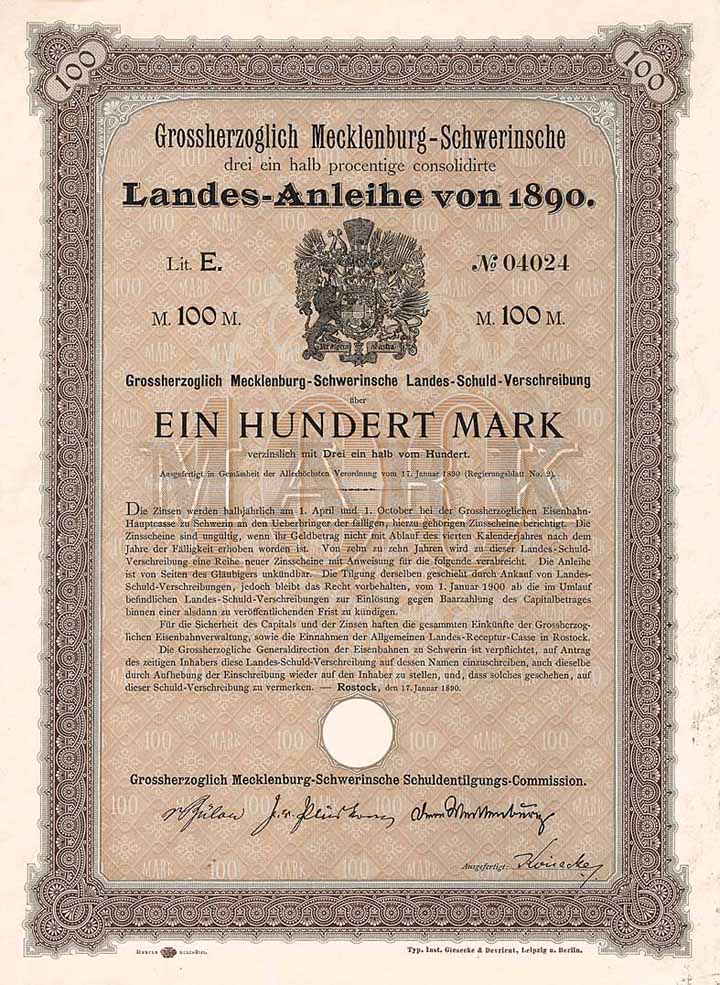 100 100
Grossherzoglich Mecklenburg-Schwerinsche
drei ein halb procentige consolidirte
Landes-Anleihe von 1890.
Lit. E. № 04024
M. 100 M. M. 100 M.
Grossherzoglich Mecklenburg-Schwerinsche Landes-Schuld-Verschreibung
über
EIN HUNDERT MARK
verzinslich mit Drei ein halb vom Hundert.
Ausgefertigt in Gemässheit der Allerhöchsten Verordnung vom 17. Januar 1890 (Regierungsblatt No. 2).
Die Zinsen werden halbjährlich am 1. April und 1. October bei der Grossherzoglichen Eisenbahn-
Hauptcasse zu Schwerin an den Ueberbringer der fälligen, hierzu gehörigen Zinsscheine berichtigt. Die
Zinsscheine sind ungültig, wenn ihr Geldbetrag nicht mit Ablauf des vierten Kalenderjahres nach dem
Jahre der Fälligkeit erhoben worden ist. Von zehn zu zehn Jahren wird zu dieser Landes-Schuld-
Verschreibung eine Reihe neuer Zinsscheine mit Anweisung für die folgende verabreicht. Die Anleihe
ist von Seiten des Gläubigers unkündbar. Die Tilgung derselben geschieht durch Ankauf von Landes-
Schuld-Verschreibungen, jedoch bleibt das Recht vorbehalten, vom 1. Januar 1900 ab die im Umlauf
befindlichen Landes-Schuld-Verschreibungen zur Einlösung gegen Baarzahlung des Capitalbetrages
binnen einer alsdann zu veröffentlichenden Frist zu kündigen.
Für die Sicherheit des Capitals und der Zinsen haften die gesammten Einkünfte der Grossherzog-
lichen Eisenbahnverwaltung, sowie die Einnahmen der Allgemeinen Landes-Receptur-Casse in Rostock.
Die Grossherzogliche Generaldirection der Eisenbahnen zu Schwerin ist verpflichtet, auf Antrag
des zeitigen Inhabers diese Landes-Schuld-Verschreibung auf dessen Namen einzuschreiben, auch dieselbe
durch Aufhebung der Einschreibung wieder auf den Inhaber zu stellen, und, dass solches geschehen, auf
dieser Schuld-Verschreibung zu vermerken. — Rostock, den 17. Januar 1890.
100 MARK
Grossherzoglich Mecklenburg-Schwerinsche Schuldentilgungs-Commission.
Ausgefertigt:
Typ. Inst. Giesecke & Devrient, Leipzig u. Berlin.